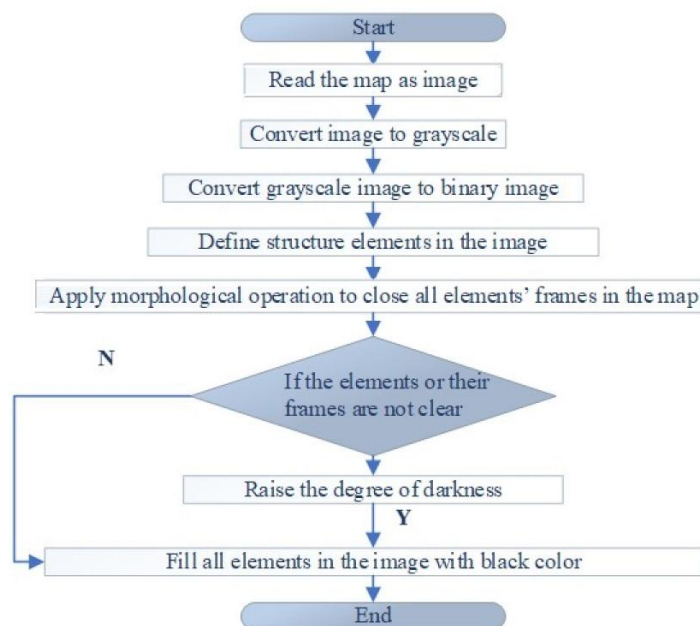 Start
Read the map as image
Convert image to grayscale
Convert grayscale image to binary image
Define structure elements in the image
Apply morphological operation to close all elements’ frames in the map
N
If the elements or their
frames are not clear
Raise the degree of darkness
Y
Fill all elements in the image with black color
End